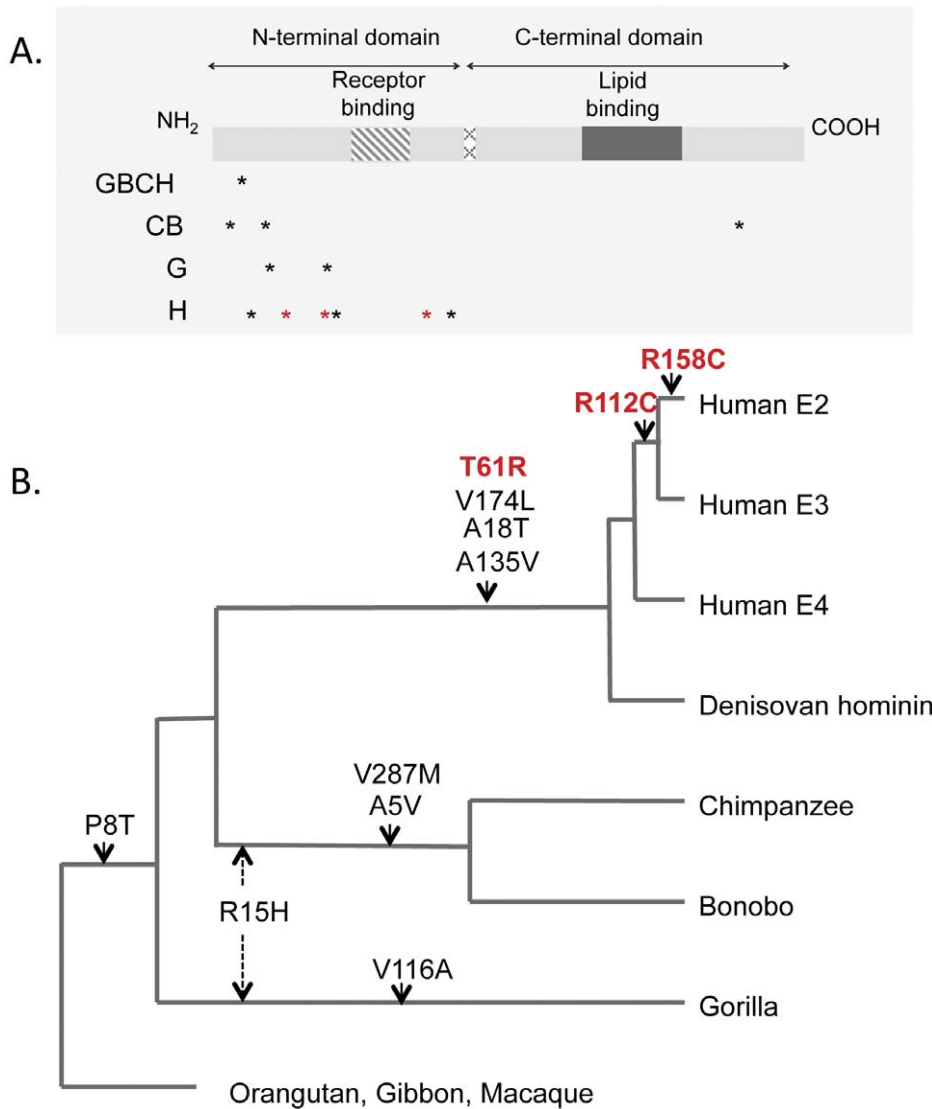 A.
N-terminal domain
C-terminal domain
Receptor
binding
Lipid
binding
NH2
COOH
GBCH *
CB * * *
G * *
H * * * * * *
B.
R158C
R112C
Human E2
T61R
V174L
A18T
A135V
Human E3
Human E4
Denisovan hominin
V287M
A5V
Chimpanzee
P8T
R15H
Bonobo
V116A
Gorilla
Orangutan, Gibbon, Macaque